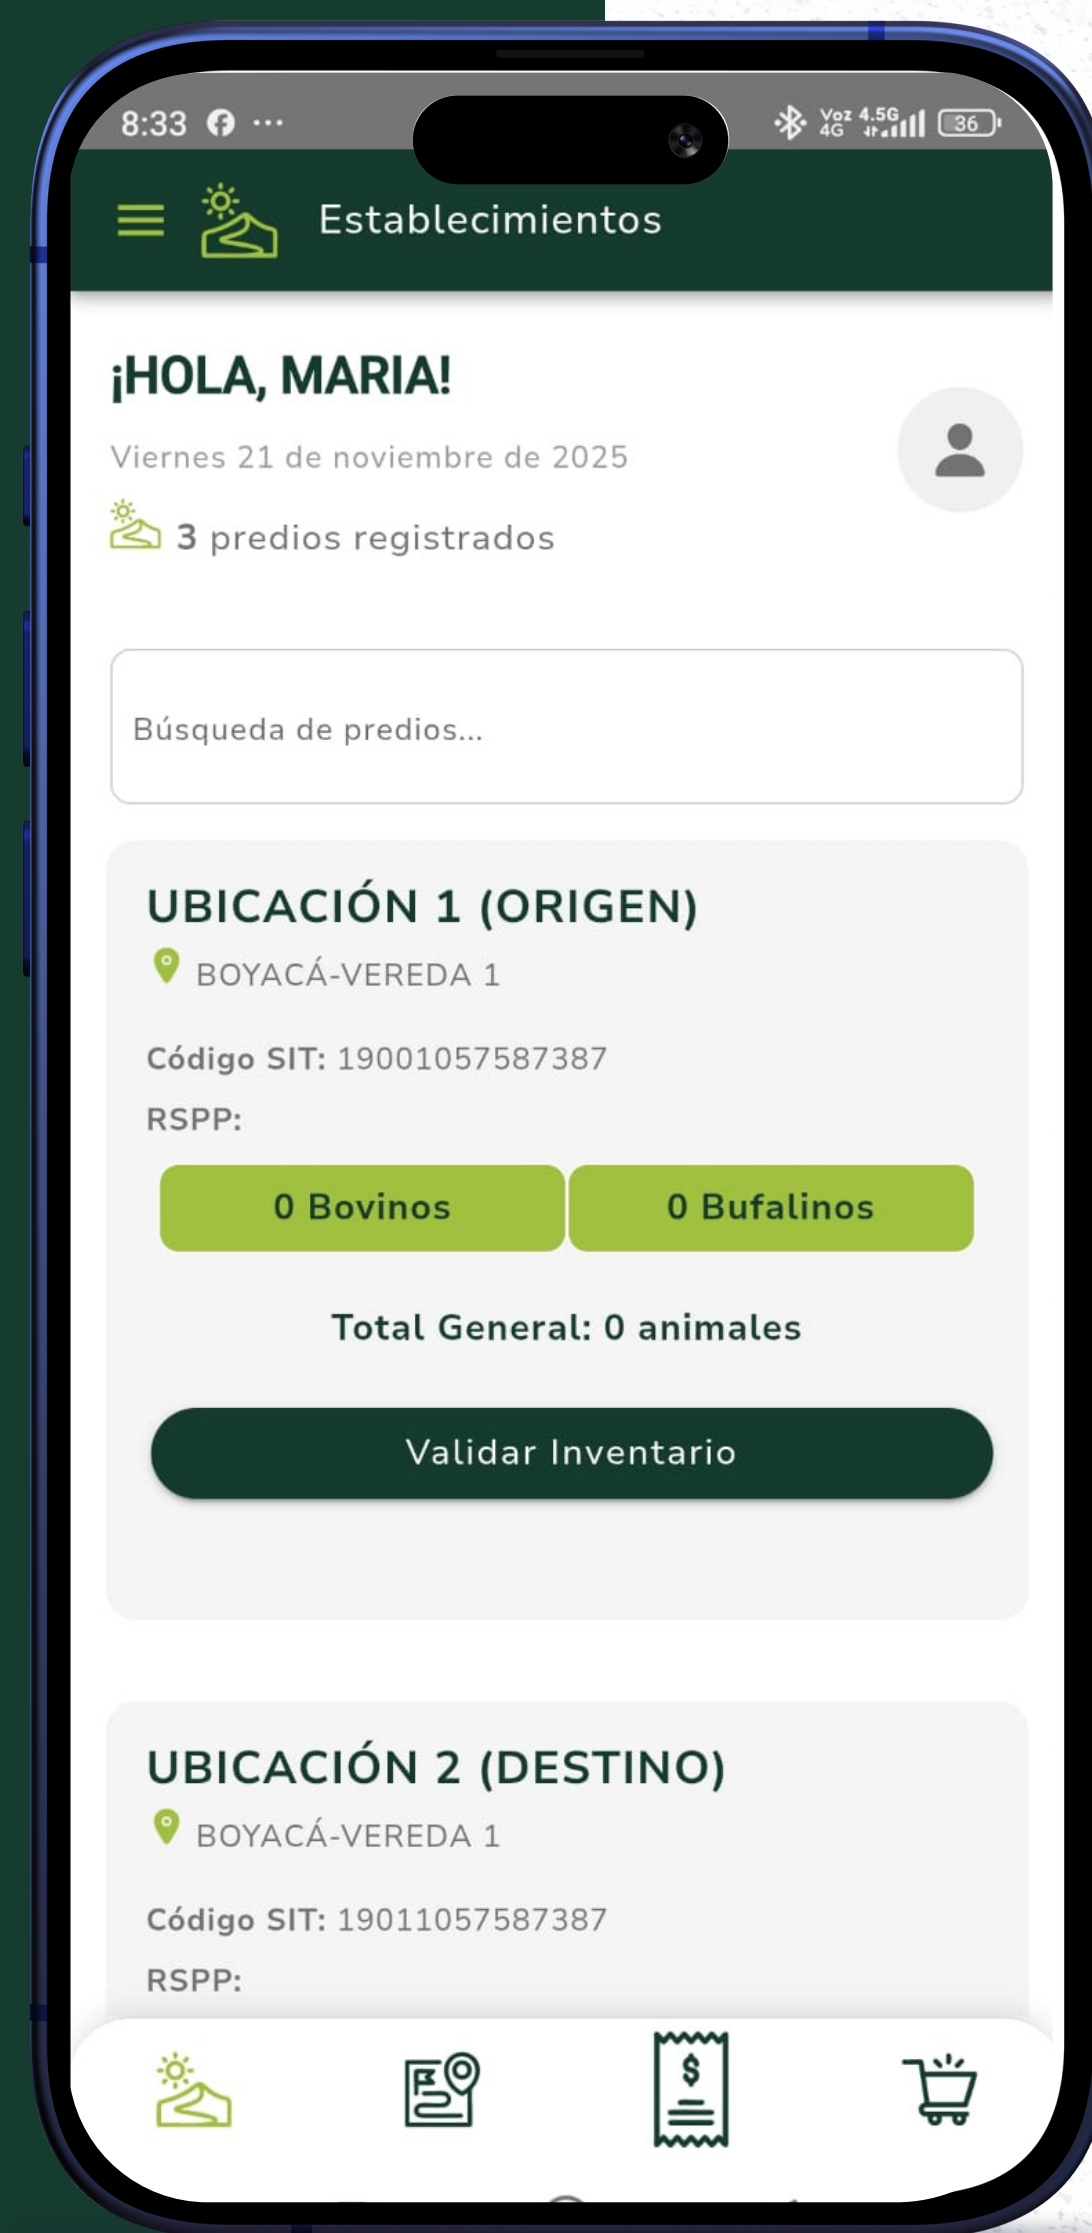 8:33 ...
Voz 4G 4.5G 36
Establecimientos
¡HOLA, MARIA!
Viernes 21 de noviembre de 2025
3 predios registrados
Búsqueda de predios...
UBICACIÓN 1 (ORIGEN)
BOYACÁ-VEREDA 1
Código SIT: 19001057587387
RSPP:
0 Bovinos 0 Bufalinos
Total General: 0 animales
Validar Inventario
UBICACIÓN 2 (DESTINO)
BOYACÁ-VEREDA 1
Código SIT: 19011057587387
RSPP:
$